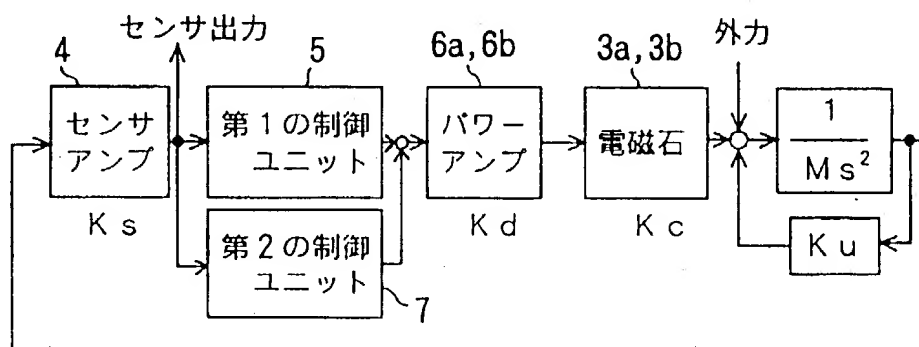 センサ出力
4
センサ
アンプ
Ks
5
第1の制御
ユニット
第2の制御
ユニット
7
6a,6b
パワー
アンプ
Kd
3a,3b
電磁石
Kc
外力
1
Ms²
Ku